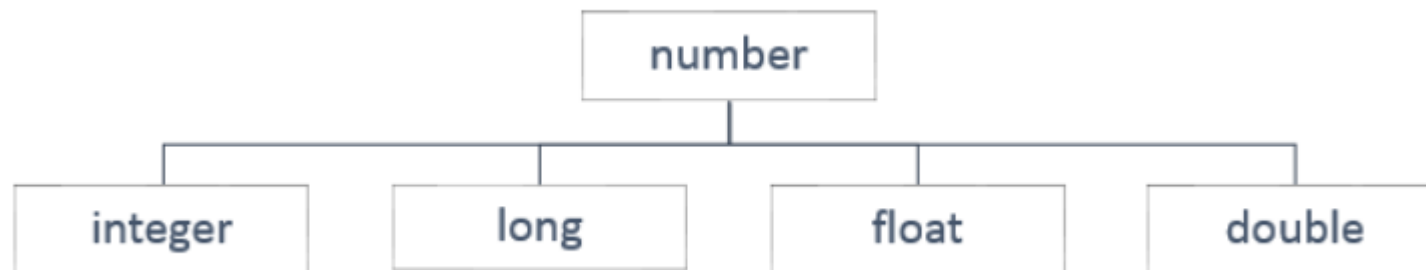 number
integer
long
float
double